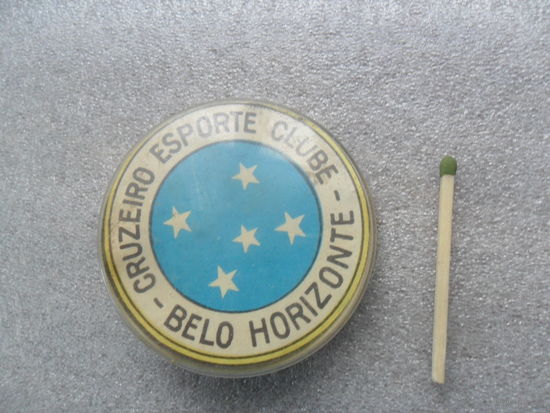 CRUZEIRO ESPORTE CLUBE
- BELO HORIZONTE -